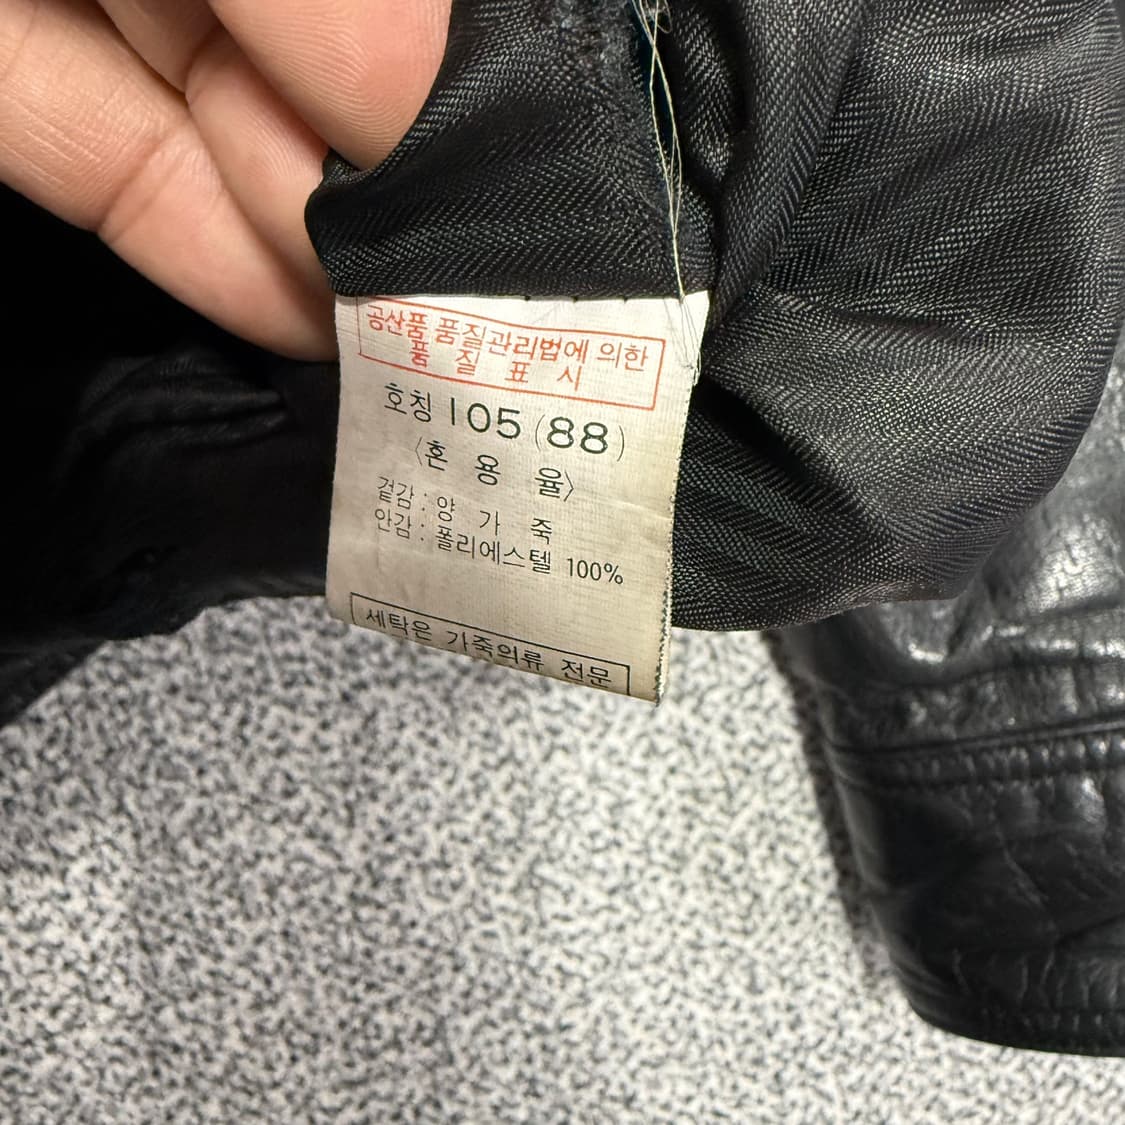 공산품 품질관리법에 의한
품 질 표 시
호칭 105 (88)
〈혼 용 율〉
겉감 : 양 가 죽
안감 : 폴리에스텔 100%
세탁은 가죽의류 전문